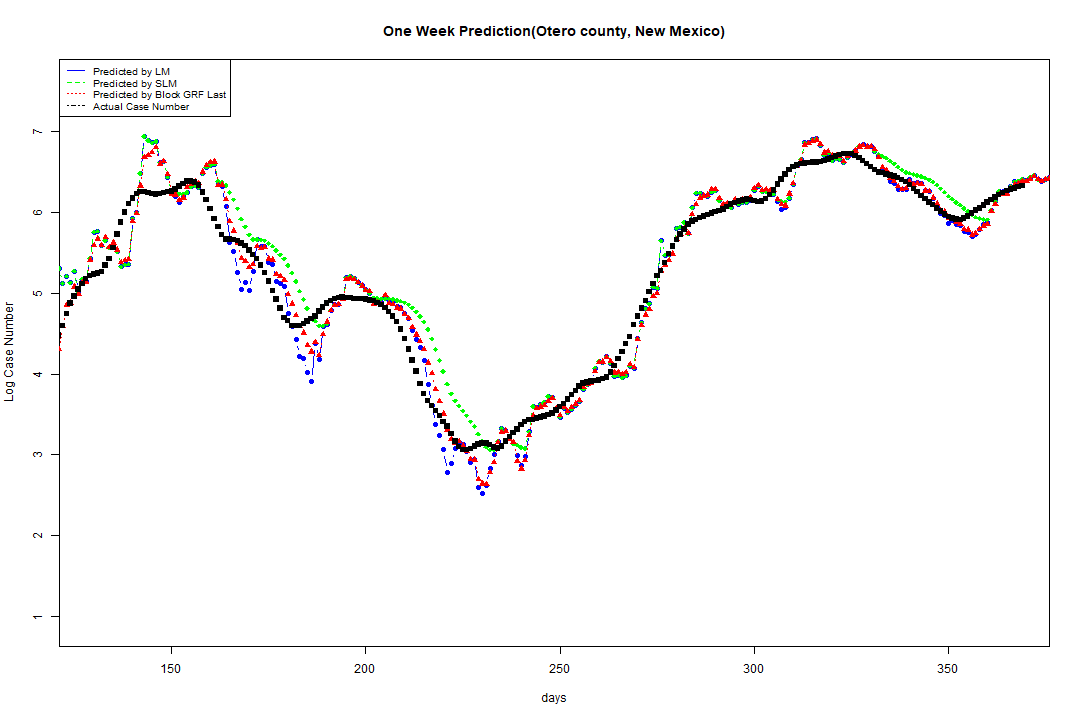 One Week Prediction(Otero county, New Mexico)
Predicted by LM
Predicted by SLM
Predicted by Block GRF Last
Actual Case Number
7
6
5
4
3
2
1
Log Case Number
150 200 250 300 350
days